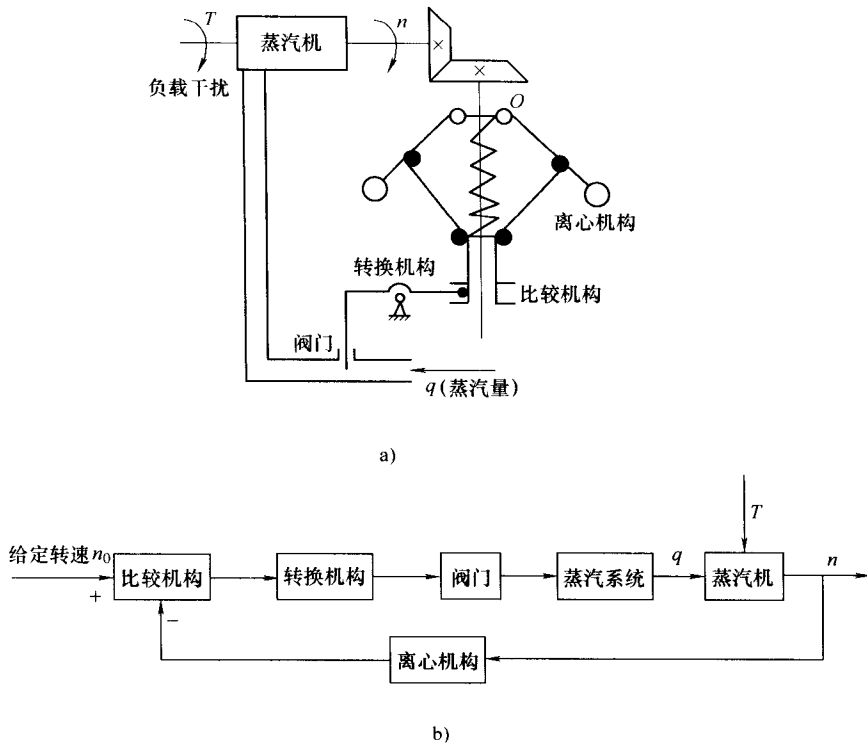 T
n
蒸汽机
负载干扰
O
离心机构
转换机构
比较机构
阀门
q(蒸汽量)
a)
T
给定转速n₀
q
n
比较机构
转换机构
阀门
蒸汽系统
蒸汽机
+
−
离心机构
b)